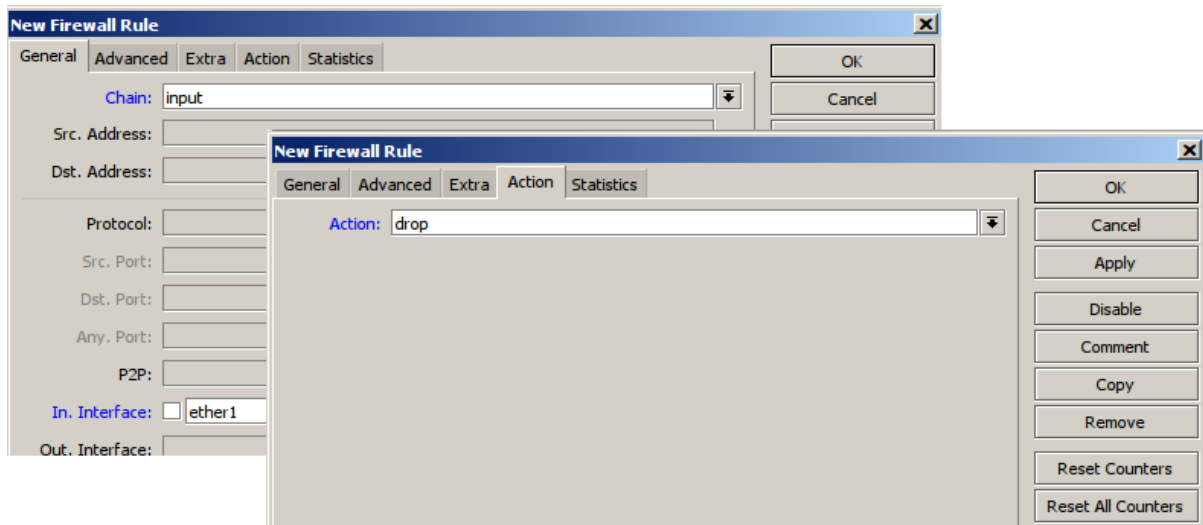 New Firewall Rule
General Advanced Extra Action Statistics
OK
Chain: input
Cancel
Src. Address:
Dst. Address:
Protocol:
Src. Port:
Dst. Port:
Any. Port:
P2P:
In. Interface: ether1
Out. Interface:
New Firewall Rule
General Advanced Extra Action Statistics
OK
Action: drop
Cancel
Apply
Disable
Comment
Copy
Remove
Reset Counters
Reset All Counters